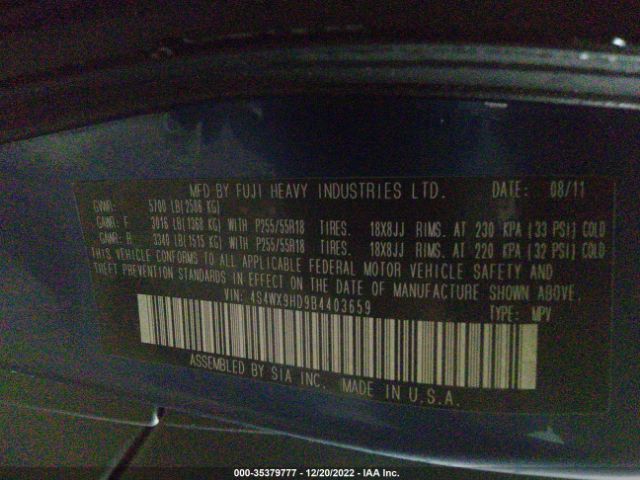 MFD BY FUJI HEAVY INDUSTRIES LTD. DATE: 08/11
GVWR: 5700 LB(2586 KG)
GAWR: F 3016 LB(1368 KG) WITH P255/55R18 TIRES. 18X8JJ RIMS. AT 230 KPA (33 PSI) COLD
GAWR: R 3340 LB(1515 KG) WITH P255/55R18 TIRES. 18X8JJ RIMS. AT 220 KPA (32 PSI) COLD
THIS VEHICLE CONFORMS TO ALL APPLICABLE FEDERAL MOTOR VEHICLE SAFETY AND
THEFT PREVENTION STANDARDS IN EFFECT ON THE DATE OF MANUFACTURE SHOWN ABOVE.
VIN: 4S4WX9HD9B4403659 TYPE: MPV
ASSEMBLED BY SIA INC. MADE IN U.S.A.
000-35379777 - 12/20/2022 - IAA Inc.